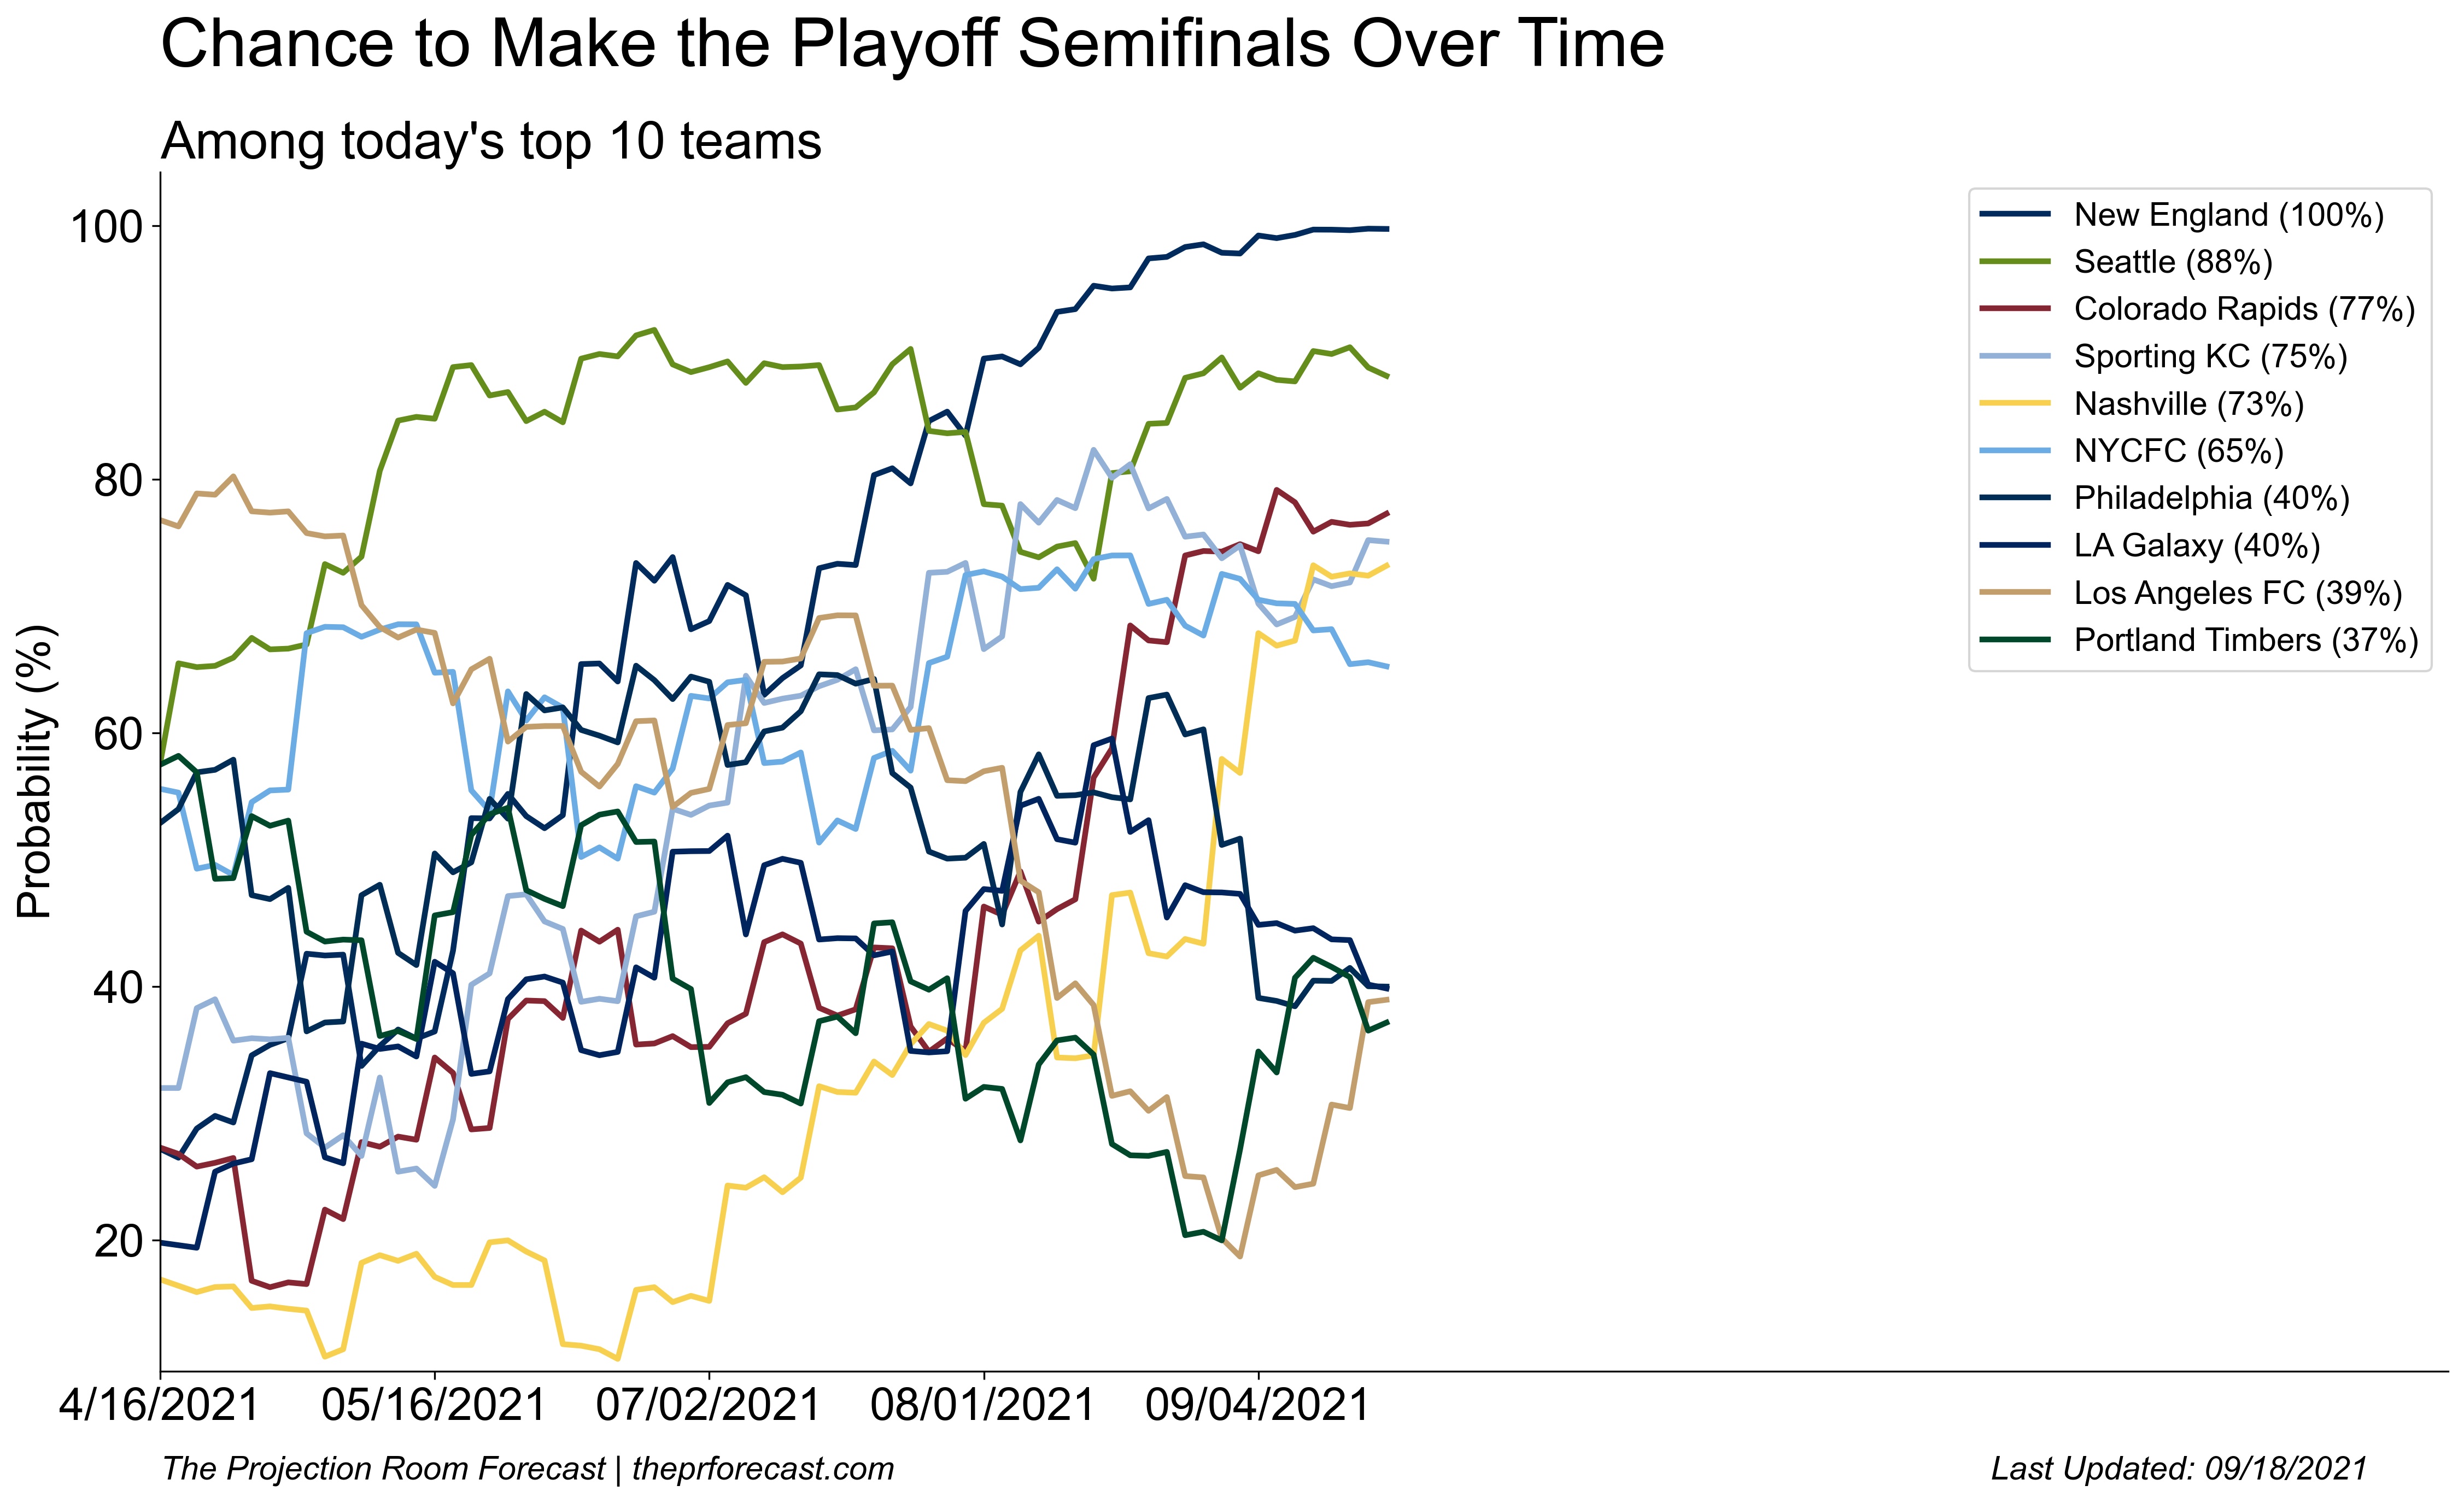 Chance to Make the Playoff Semifinals Over Time
Among today's top 10 teams
Probability (%)
100
80
60
40
20
4/16/2021
05/16/2021
07/02/2021
08/01/2021
09/04/2021
New England (100%)
Seattle (88%)
Colorado Rapids (77%)
Sporting KC (75%)
Nashville (73%)
NYCFC (65%)
Philadelphia (40%)
LA Galaxy (40%)
Los Angeles FC (39%)
Portland Timbers (37%)
The Projection Room Forecast | theprforecast.com
Last Updated: 09/18/2021